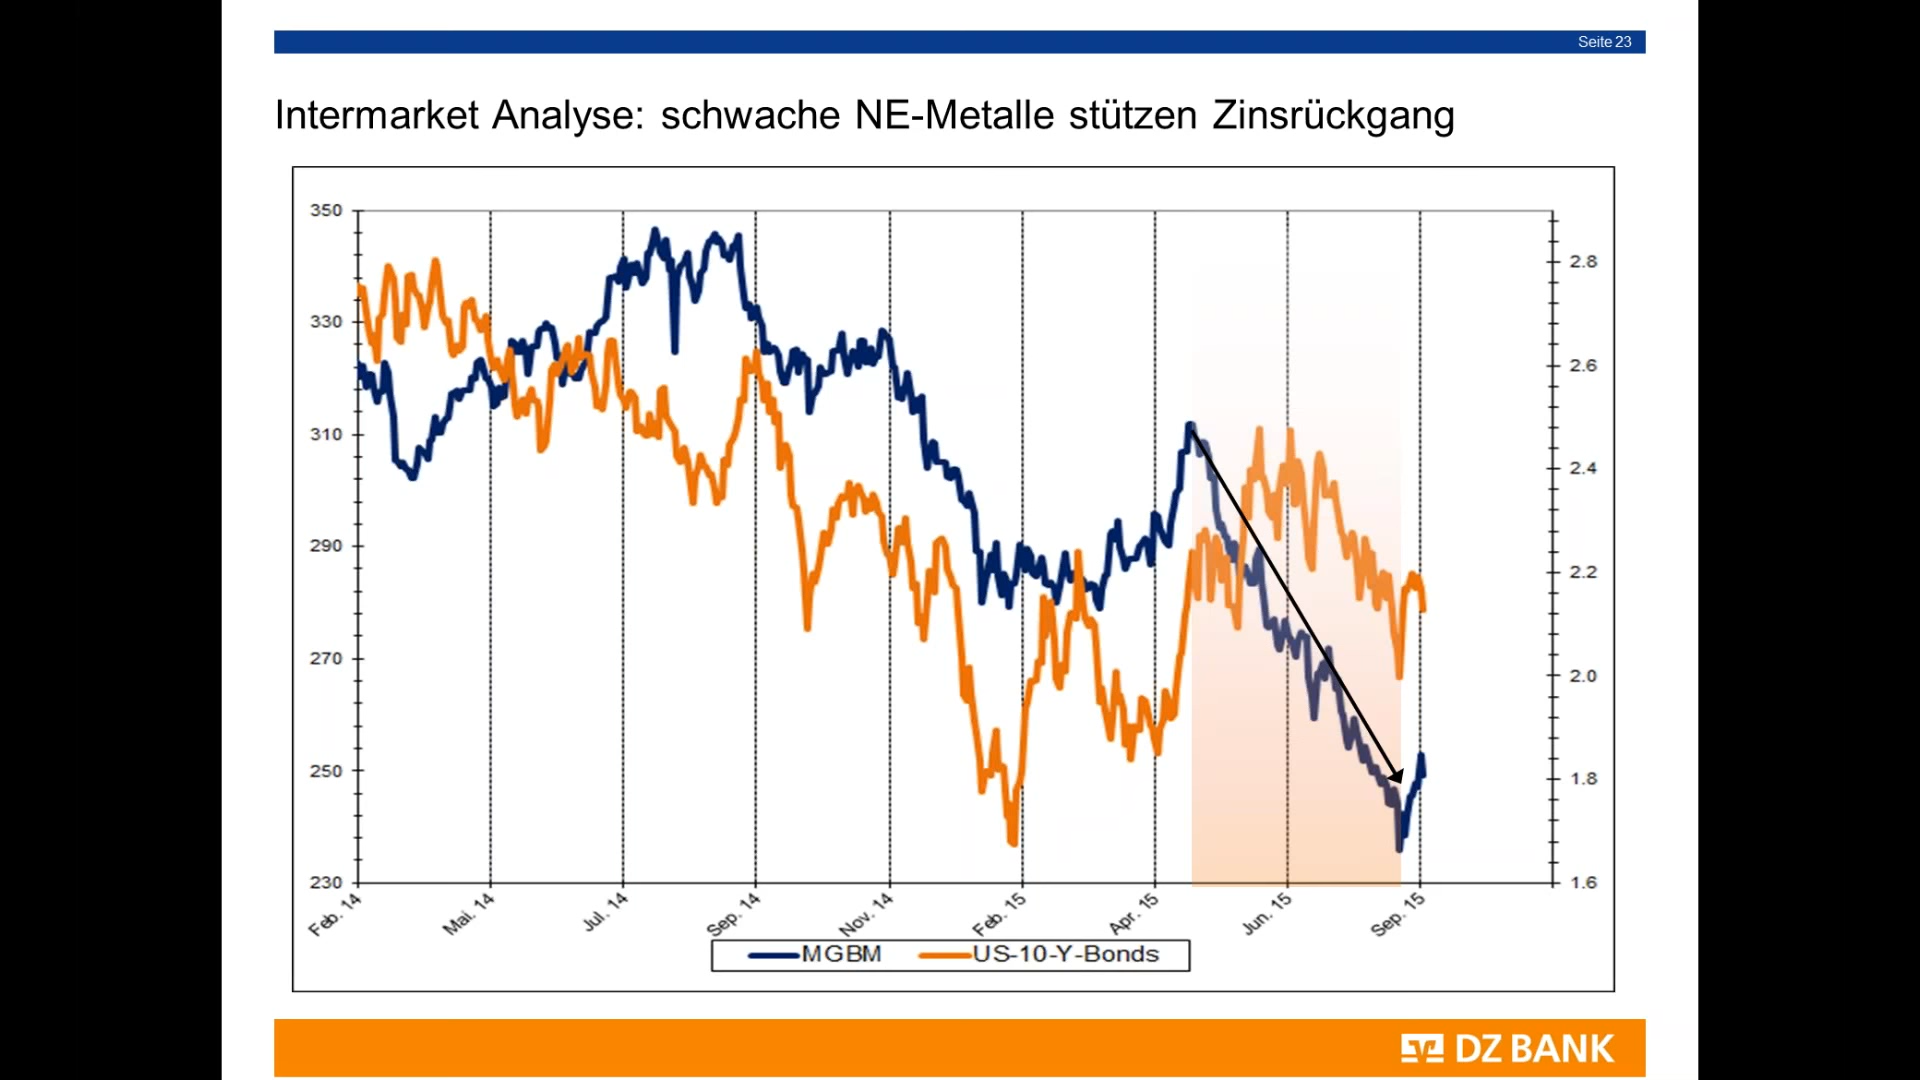 Seite 23
Intermarket Analyse: schwache NE-Metalle stützen Zinsrückgang
350
330
310
290
270
250
230
2.8
2.6
2.4
2.2
2.0
1.8
1.6
Feb. 14
Mai. 14
Jul. 14
Sep. 14
Nov. 14
Feb. 15
Apr. 15
Jun. 15
Sep. 15
MGBM US-10-Y-Bonds
DZ BANK